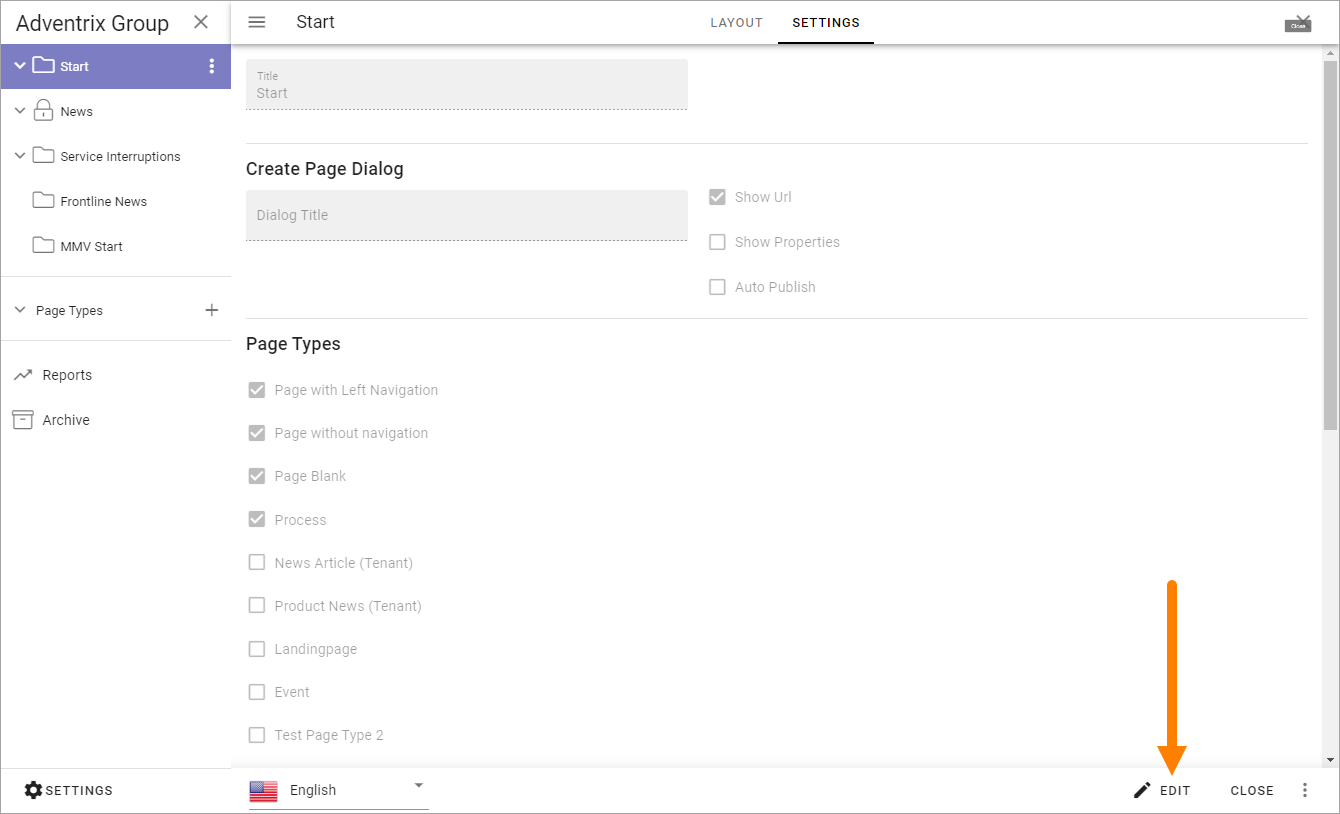 Adventrix Group
Start
LAYOUT
SETTINGS
Close
Start
News
Service Interruptions
Frontline News
MMV Start
Page Types
Reports
Archive
SETTINGS
Title
Start
Create Page Dialog
Dialog Title
Show Url
Show Properties
Auto Publish
Page Types
Page with Left Navigation
Page without navigation
Page Blank
Process
News Article (Tenant)
Product News (Tenant)
Landingpage
Event
Test Page Type 2
English
EDIT
CLOSE